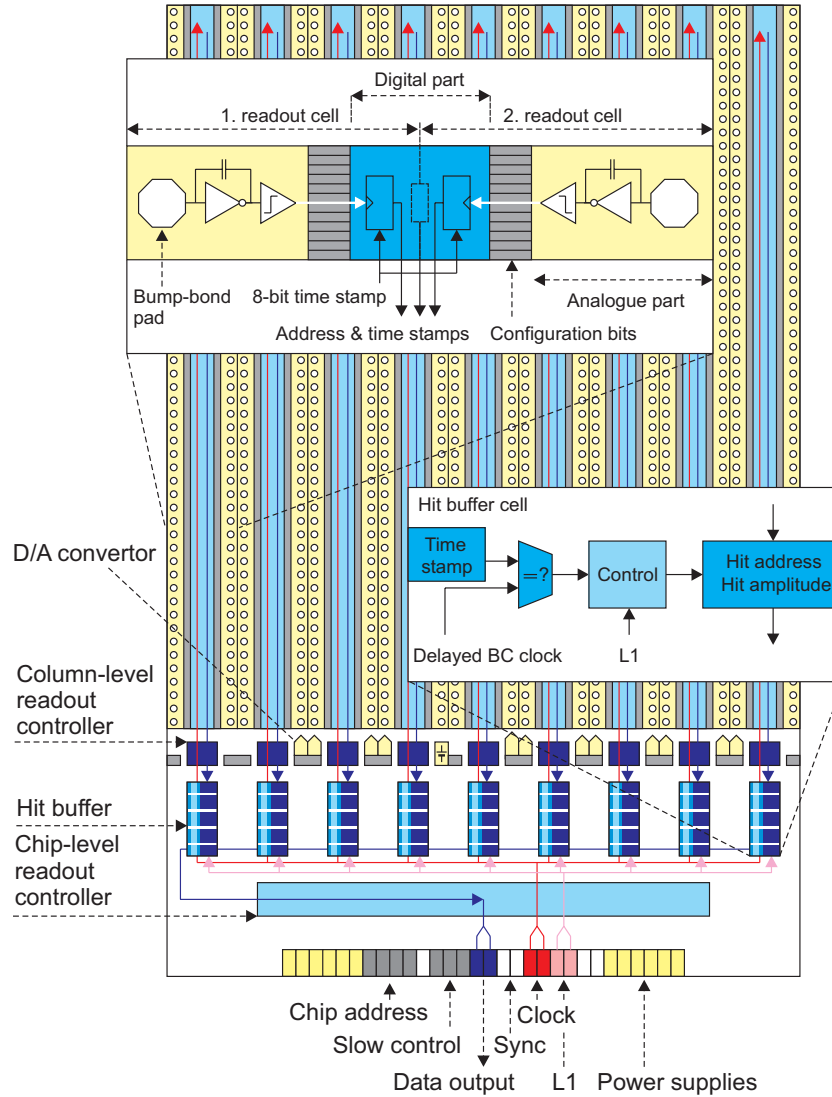 Digital part
1. readout cell
2. readout cell
Bump-bond
pad
8-bit time stamp
Analogue part
Address & time stamps
Configuration bits
Hit buffer cell
Time
stamp
=?
Control
Hit address
Hit amplitude
Delayed BC clock
L1
D/A convertor
Column-level
readout
controller
Hit buffer
Chip-level
readout
controller
Chip address
Clock
Slow control
Sync
Data output
L1
Power supplies